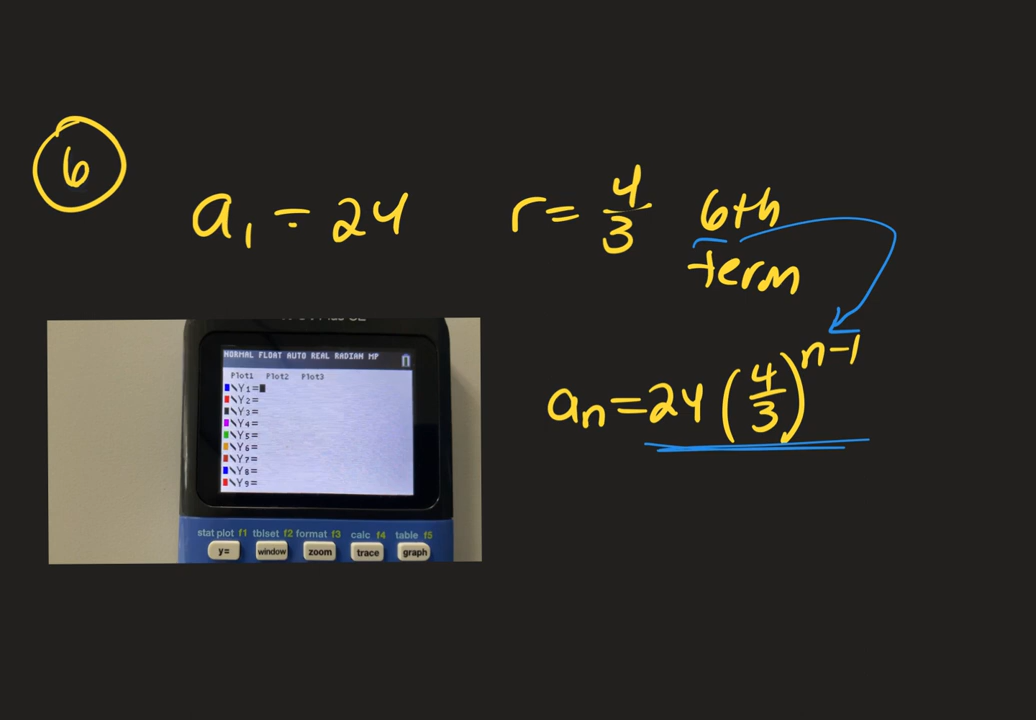 6
a₁ = 24 r = 4/3 6th
term
aₙ = 24 (4/3)ⁿ⁻¹
NORMAL FLOAT AUTO REAL RADIAN MP
Plot1 Plot2 Plot3
\Y1=
\Y2=
\Y3=
\Y4=
\Y5=
\Y6=
\Y7=
\Y8=
\Y9=
stat plot f1 tblset f2 format f3 calc f4 table f5
y= window zoom trace graph